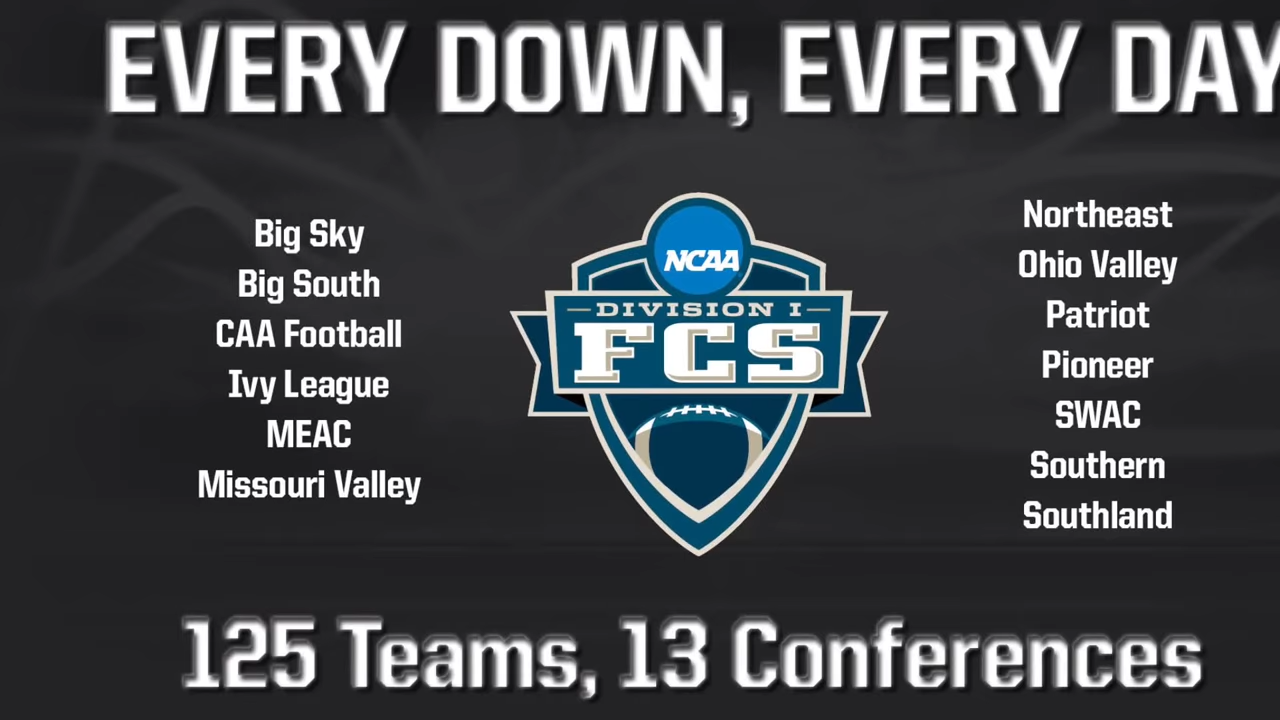 EVERY DOWN, EVERY DAY
Big Sky
Big South
CAA Football
Ivy League
MEAC
Missouri Valley
NCAA
DIVISION I
FCS
Northeast
Ohio Valley
Patriot
Pioneer
SWAC
Southern
Southland
125 Teams, 13 Conferences